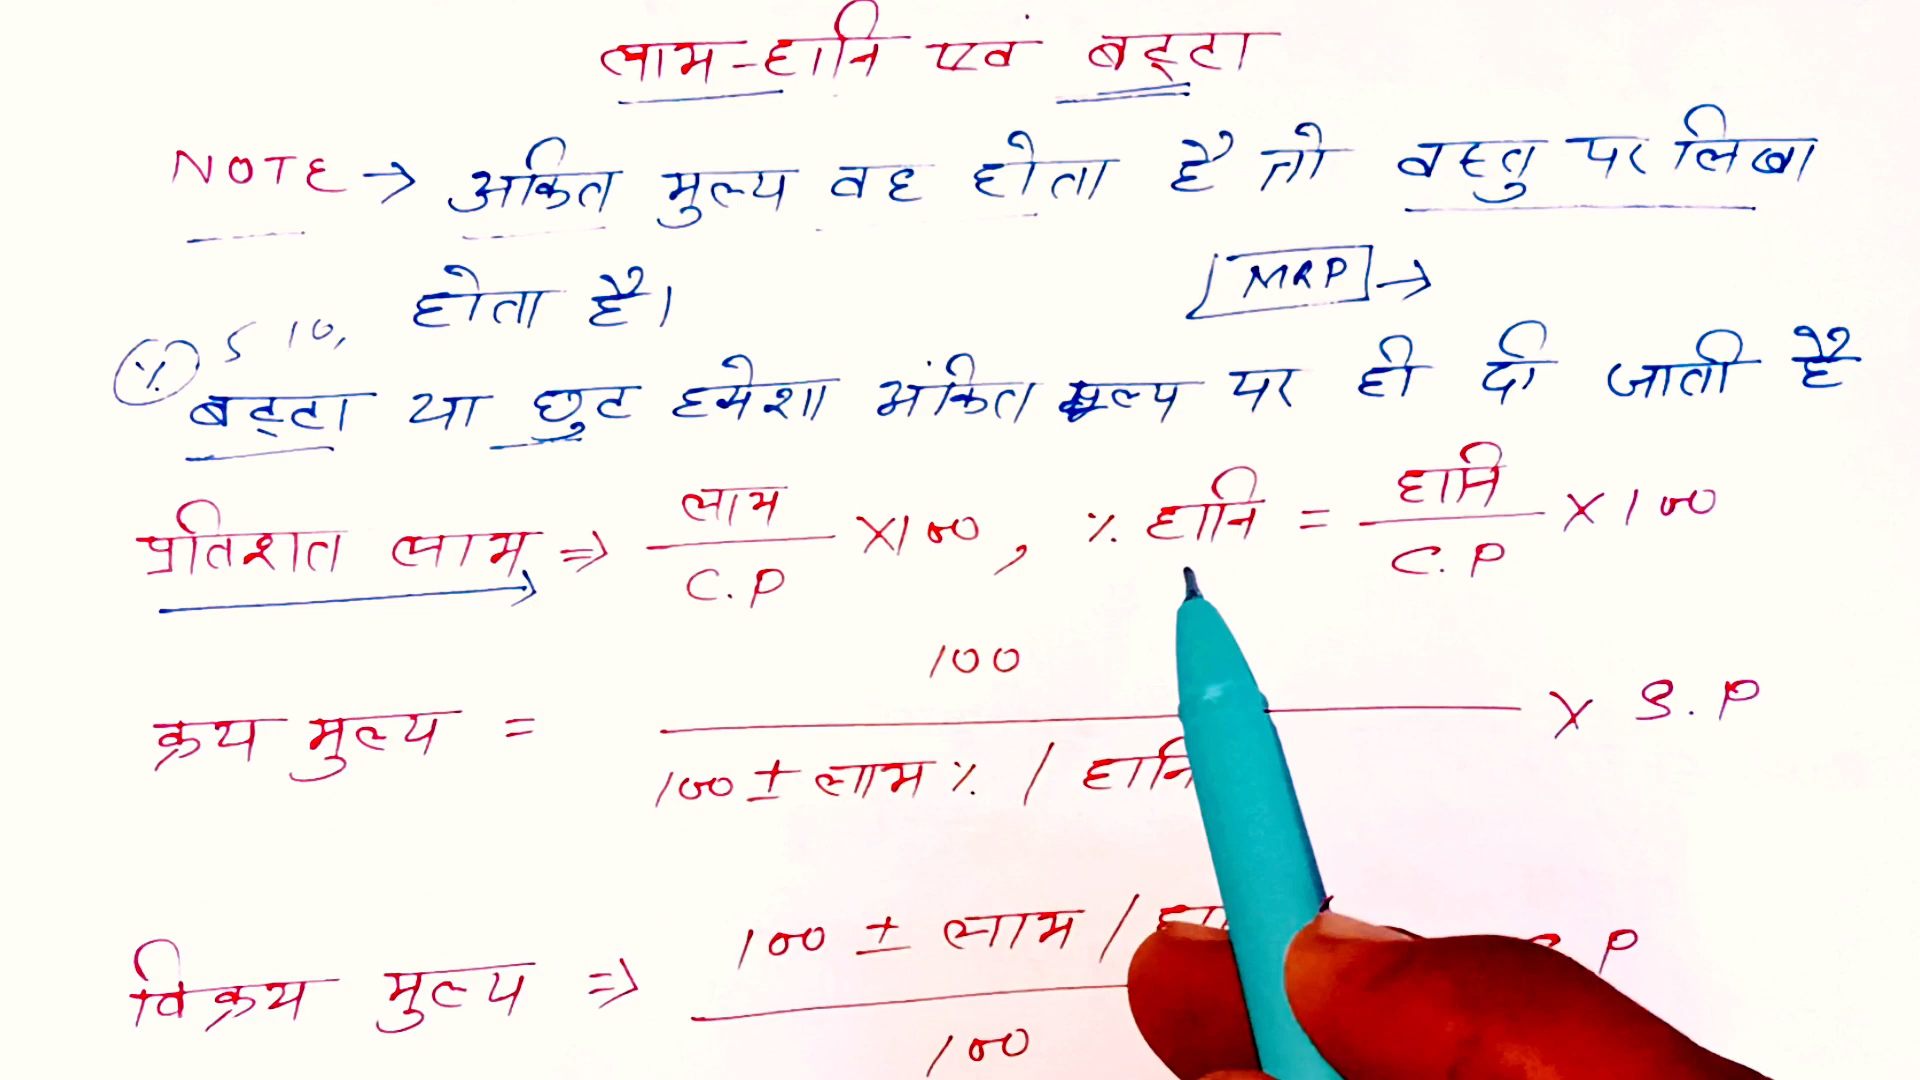 लाभ-हानि एवं बट्टा
NOTE → अंकित मुल्य वह होता है जो वस्तु पर लिखा
होता है। [MRP] →
% 5 10,
बट्टा या छुट हमेशा अंकित मूल्य पर ही दी जाती है
प्रतिशत लाभ ⇒ लाभ / C.P × 100, % हानि = हानि / C.P × 100
क्रय मुल्य = 100 / 100 ± लाभ % / हानि × S.P
विक्रय मुल्य ⇒ 100 ± लाभ / / 100 P